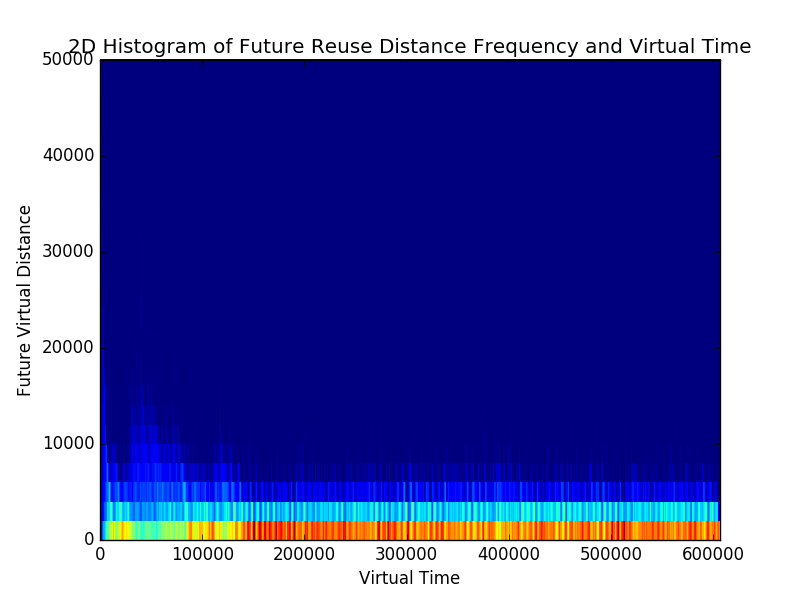 2D Histogram of Future Reuse Distance Frequency and Virtual Time
50000
40000
30000
20000
10000
0
Future Virtual Distance
0 100000 200000 300000 400000 500000 600000
Virtual Time